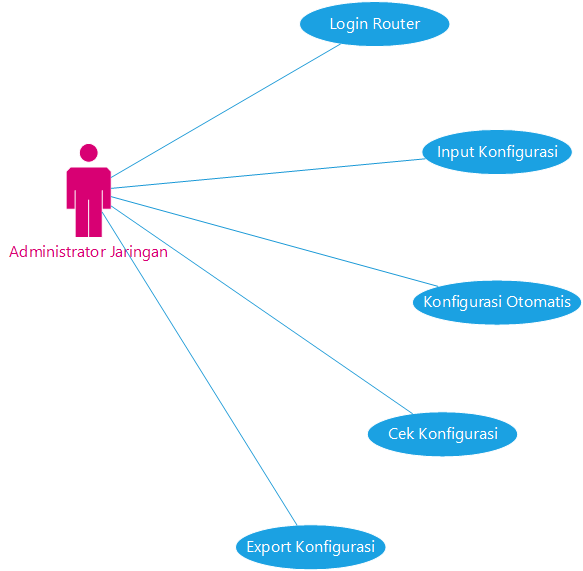 Login Router
Input Konfigurasi
Administrator Jaringan
Konfigurasi Otomatis
Cek Konfigurasi
Export Konfigurasi